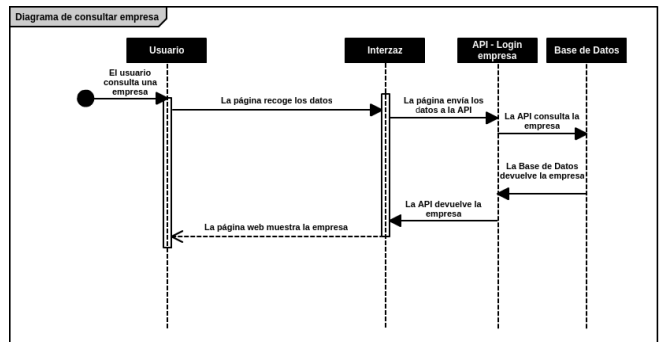 Diagrama de consultar empresa
Usuario
Interzaz
API - Login
empresa
Base de Datos
El usuario
consulta una
empresa
La página recoge los datos
La página envía los
datos a la API
La API consulta la
empresa
La Base de Datos
devuelve la empresa
La API devuelve la
empresa
La página web muestra la empresa